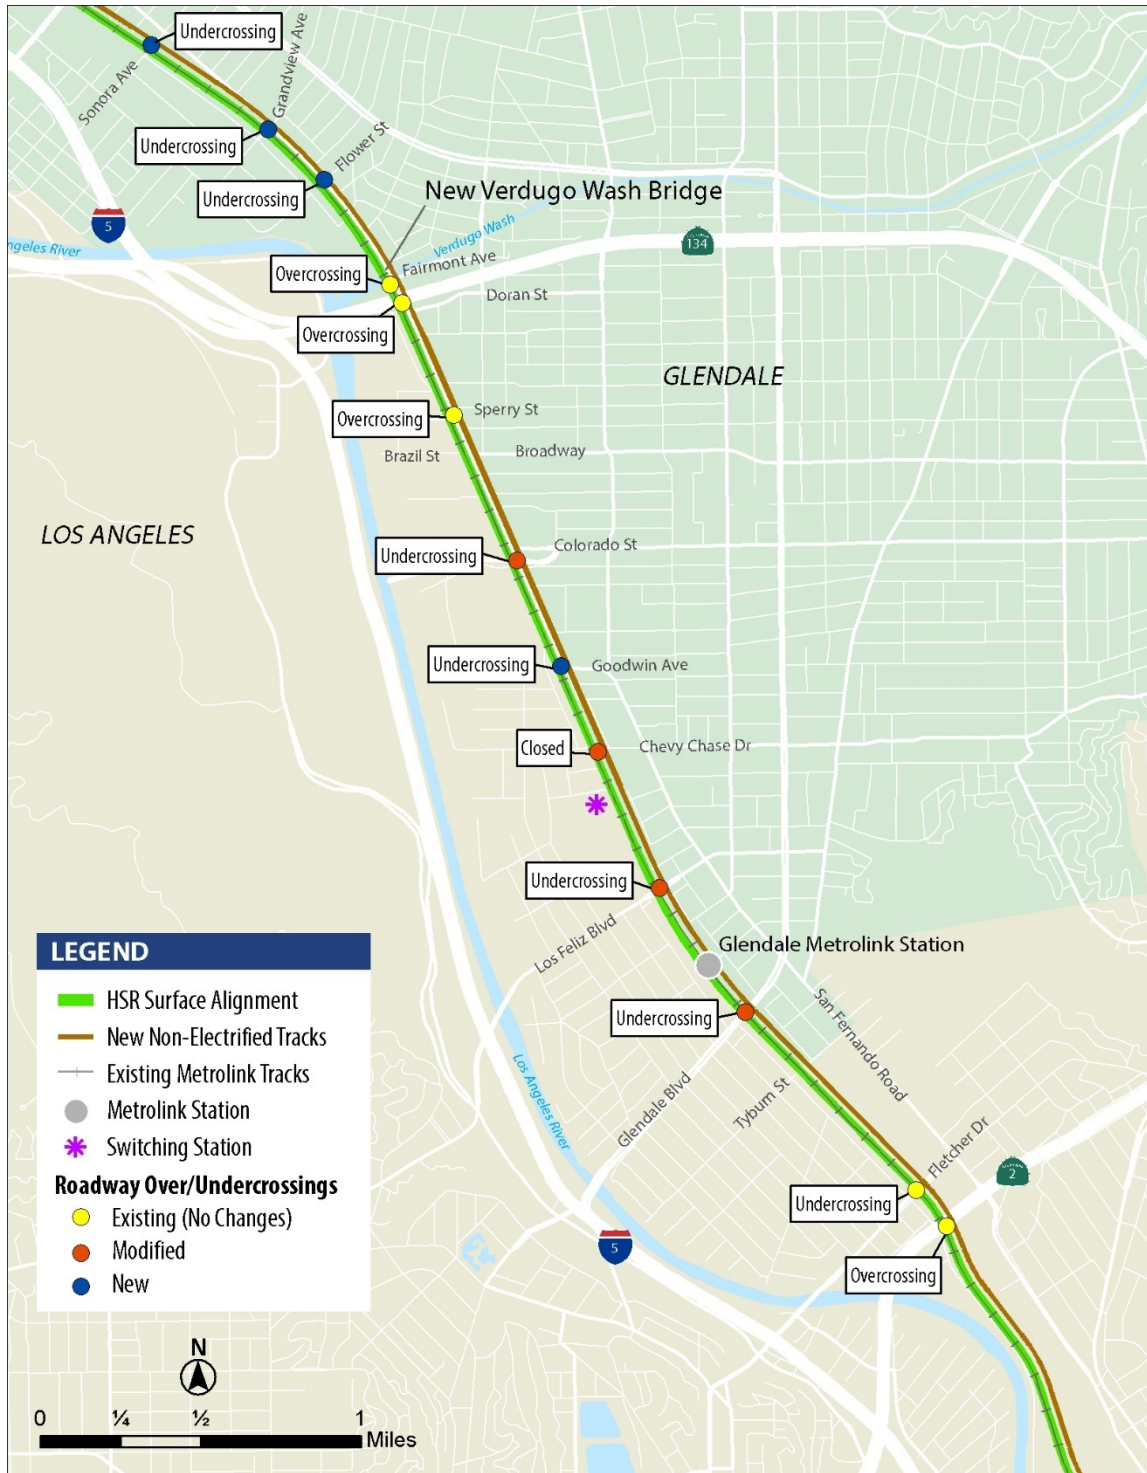 Undercrossing
Sonora Ave
Grandview Ave
Undercrossing
Flower St
Undercrossing
New Verdugo Wash Bridge
5
ngeles River
Verdugo Wash
134
Fairmont Ave
Overcrossing
Doran St
Overcrossing
GLENDALE
Sperry St
Overcrossing
Brazil St
Broadway
LOS ANGELES
Colorado St
Undercrossing
Undercrossing
Goodwin Ave
Closed
Chevy Chase Dr
Undercrossing
Los Feliz Blvd
Glendale Metrolink Station
Undercrossing
San Fernando Road
Los Angeles River
Glendale Blvd
Tyburn St
Fletcher Dr
2
Undercrossing
5
Overcrossing
LEGEND
HSR Surface Alignment
New Non-Electrified Tracks
Existing Metrolink Tracks
Metrolink Station
Switching Station
Roadway Over/Undercrossings
Existing (No Changes)
Modified
New
N
0 ¼ ½ 1
Miles